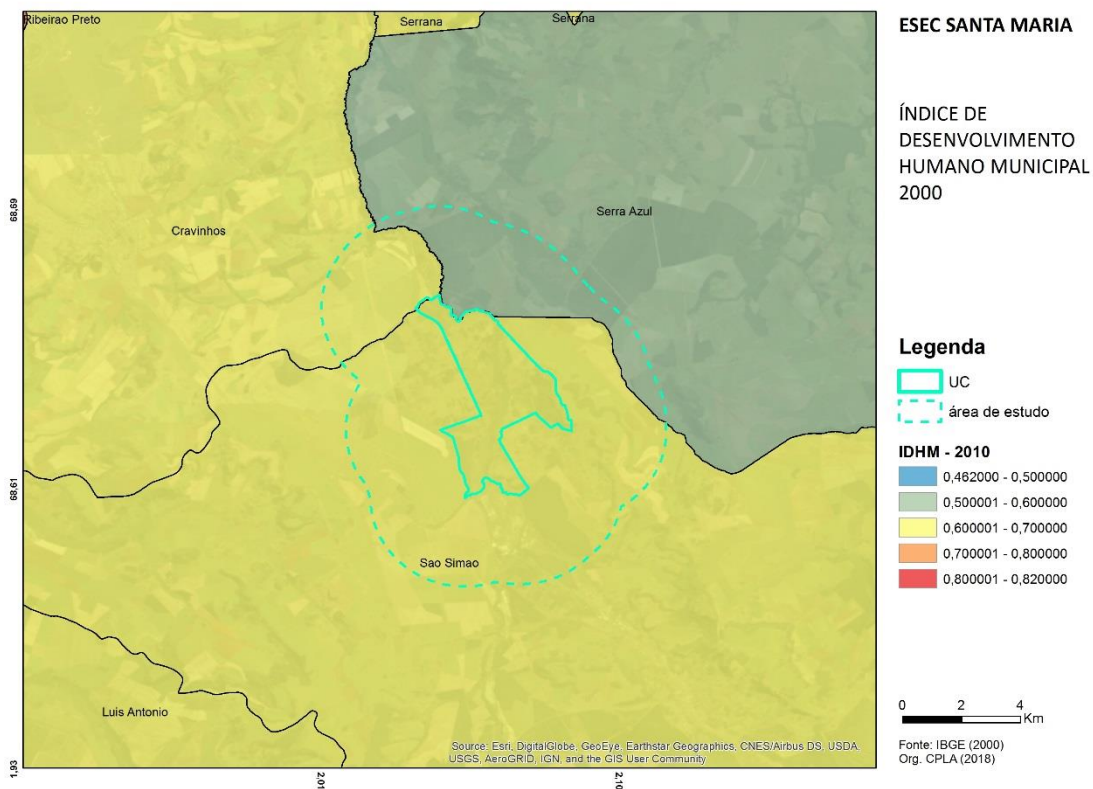 Ribeirao Preto
Serrana
Serrana
ESEC SANTA MARIA
ÍNDICE DE
DESENVOLVIMENTO
HUMANO MUNICIPAL
2000
68,69
Cravinhos
Serra Azul
Legenda
UC
área de estudo
IDHM - 2010
0,462000 - 0,500000
0,500001 - 0,600000
0,600001 - 0,700000
0,700001 - 0,800000
0,800001 - 0,820000
68,61
Sao Simao
Luis Antonio
0 2 4
Km
Source: Esri, DigitalGlobe, GeoEye, Earthstar Geographics, CNES/Airbus DS, USDA,
USGS, AeroGRID, IGN, and the GIS User Community
Fonte: IBGE (2000)
Org. CPLA (2018)
1,93
2,01
2,10